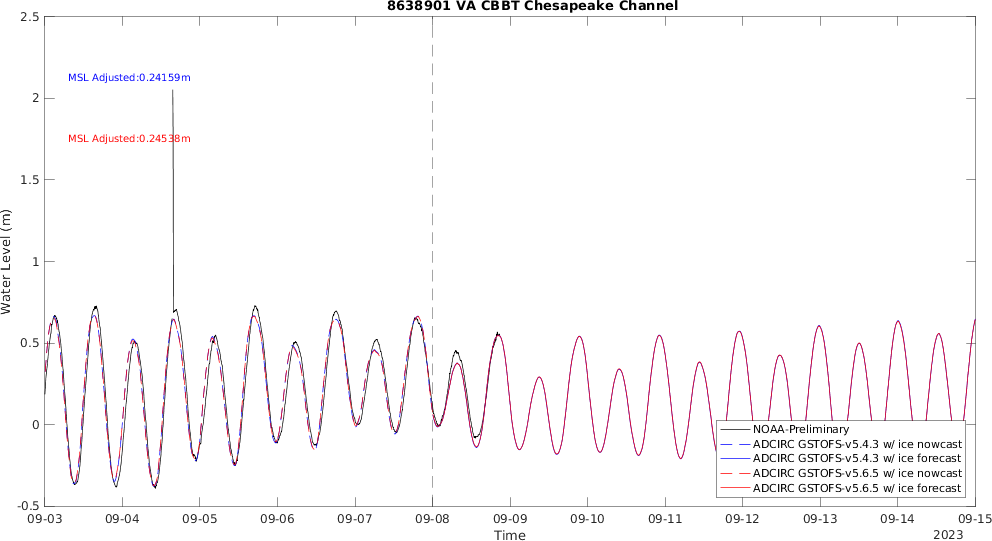 8638901 VA CBBT Chesapeake Channel
2.5
MSL Adjusted:0.24159m
2
MSL Adjusted:0.24538m
1.5
Water Level (m)
1
0.5
0
-0.5
NOAA-Preliminary
ADCIRC GSTOFS-v5.4.3 w/ ice nowcast
ADCIRC GSTOFS-v5.4.3 w/ ice forecast
ADCIRC GSTOFS-v5.6.5 w/ ice nowcast
ADCIRC GSTOFS-v5.6.5 w/ ice forecast
09-03 09-04 09-05 09-06 09-07 09-08 09-09 09-10 09-11 09-12 09-13 09-14 09-15
Time
2023